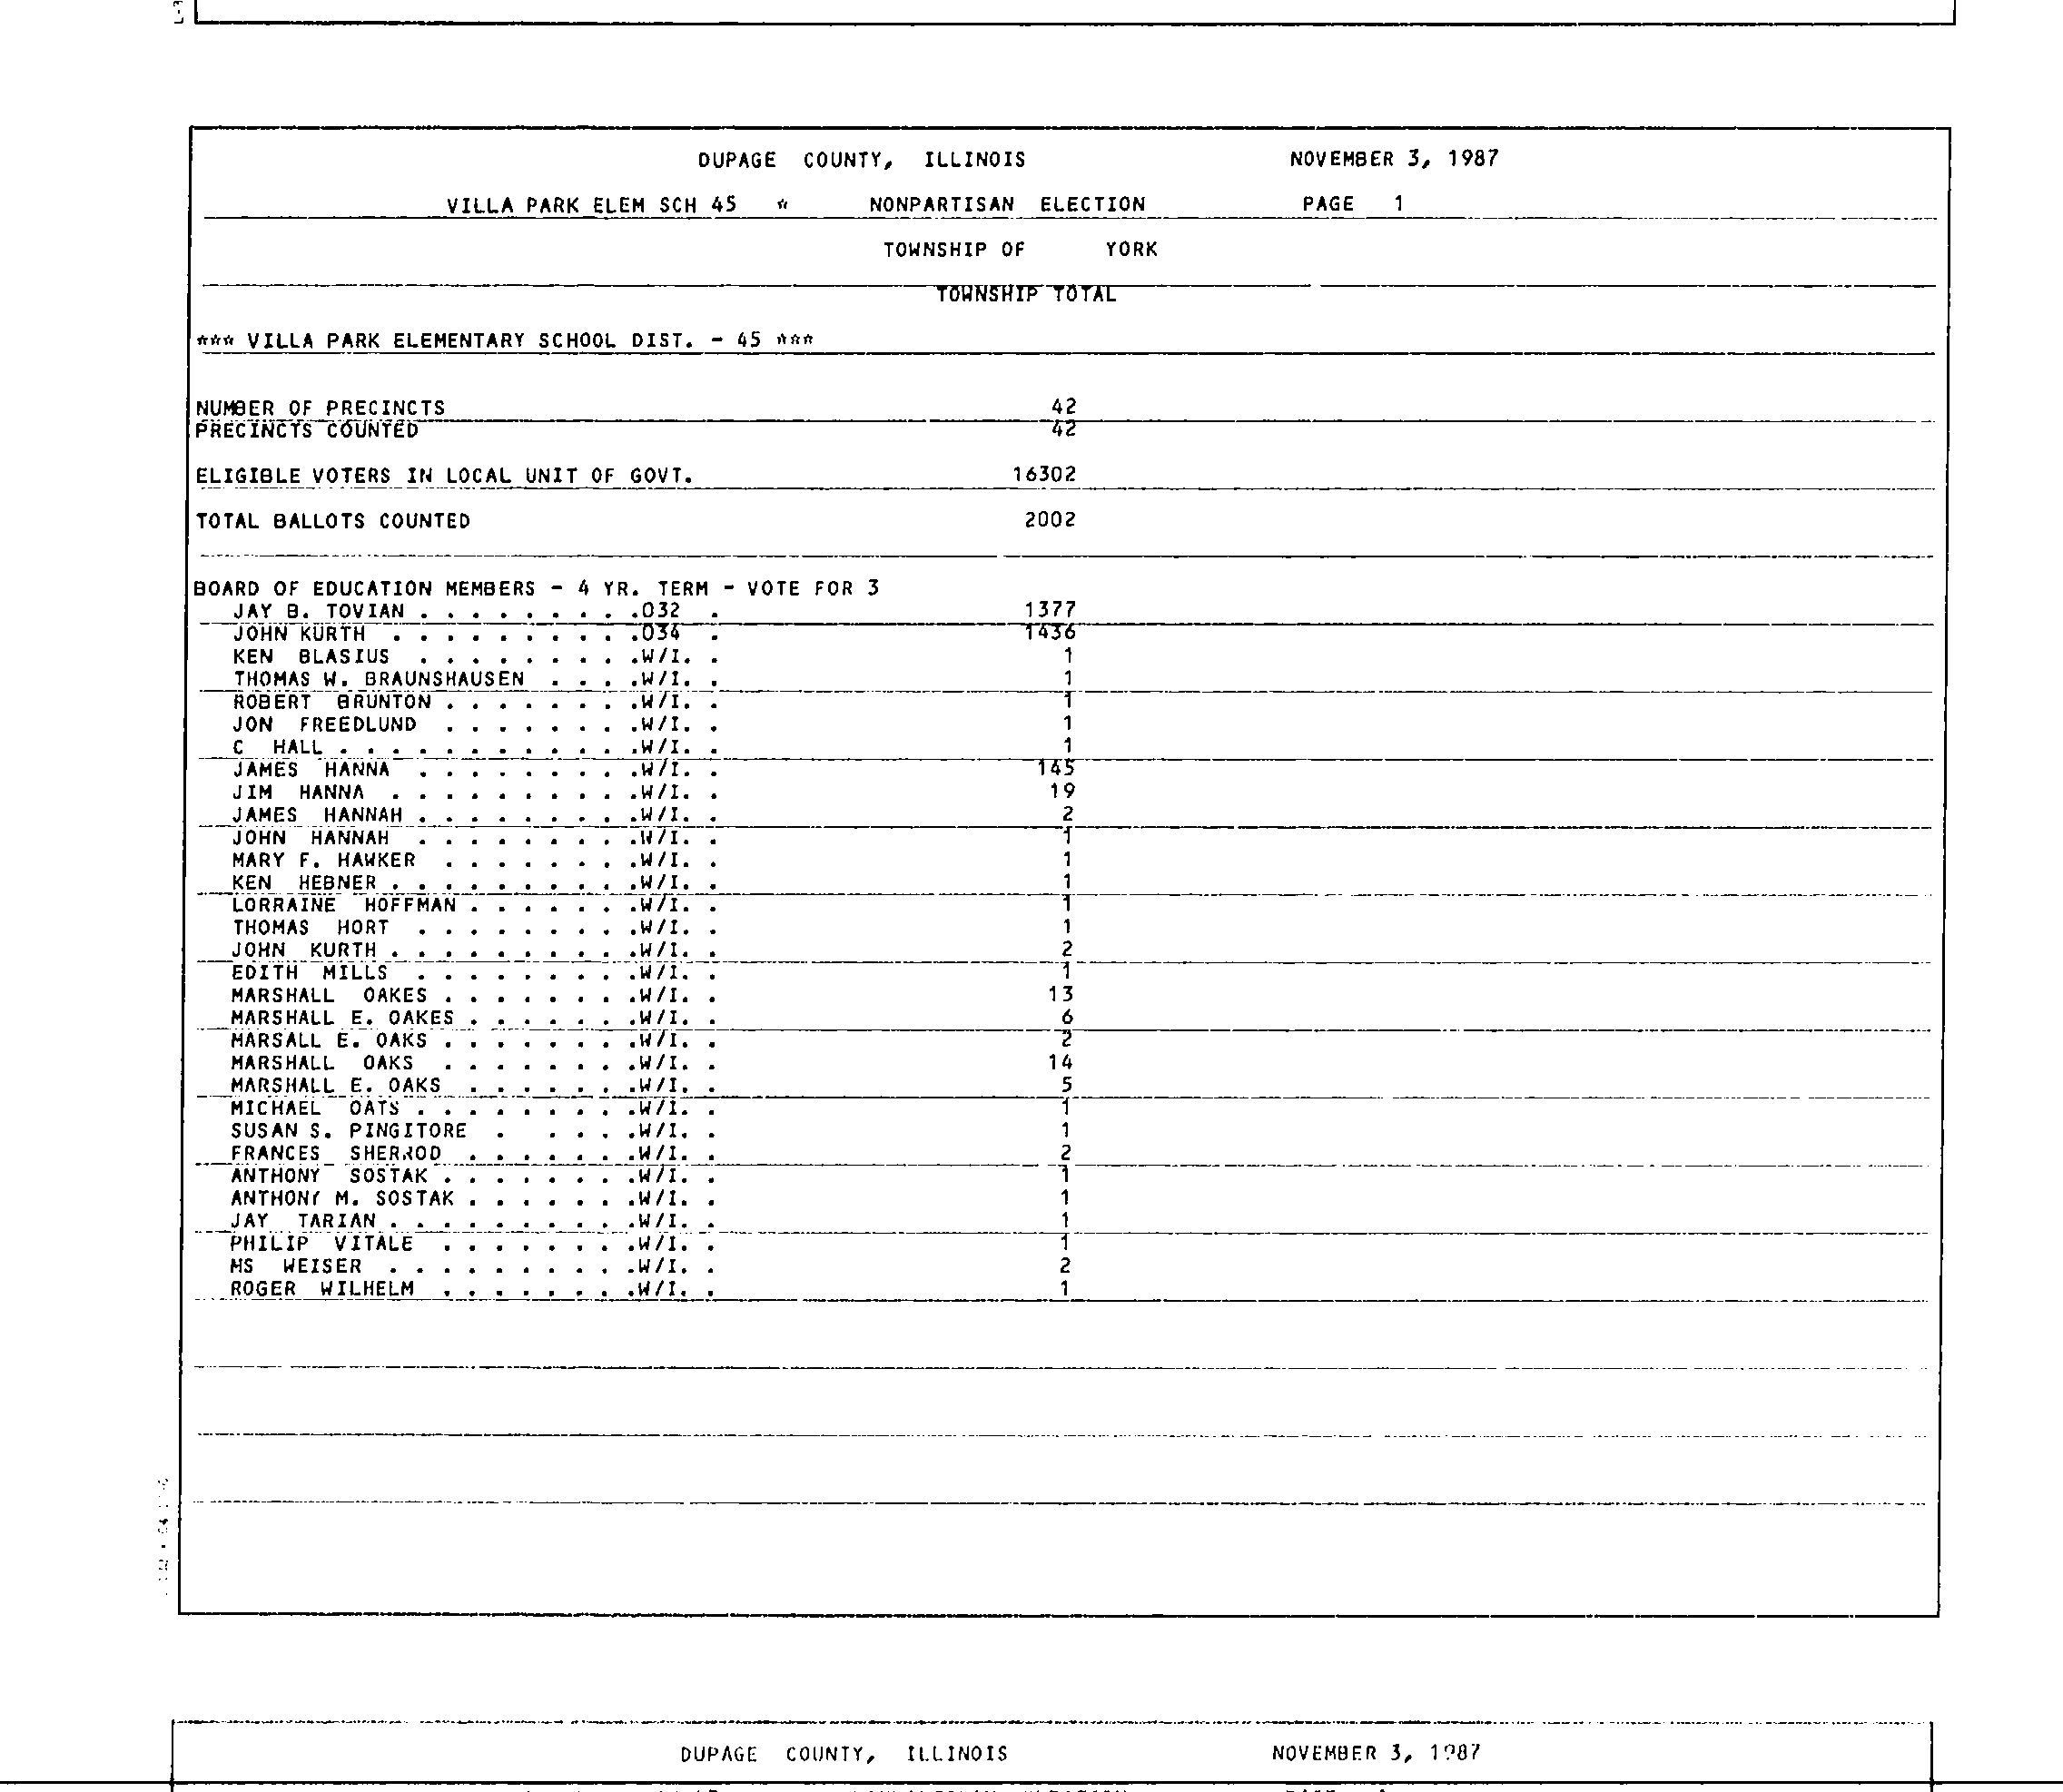 DUPAGE COUNTY, ILLINOIS NOVEMBER 3, 1987
VILLA PARK ELEM SCH 45 * NONPARTISAN ELECTION PAGE 1
TOWNSHIP OF YORK
TOWNSHIP TOTAL
*** VILLA PARK ELEMENTARY SCHOOL DIST. - 45 ***
NUMBER OF PRECINCTS 42
PRECINCTS COUNTED 42
ELIGIBLE VOTERS IN LOCAL UNIT OF GOVT. 16302
TOTAL BALLOTS COUNTED 2002
BOARD OF EDUCATION MEMBERS - 4 YR. TERM - VOTE FOR 3
JAY B. TOVIAN . . . . . . . . .032 . 1377
JOHN KURTH . . . . . . . . . .034 . 1436
KEN BLASIUS . . . . . . . . .W/I. . 1
THOMAS W. BRAUNSHAUSEN . . . .W/I. . 1
ROBERT BRUNTON . . . . . . . .W/I. . 1
JON FREEDLUND . . . . . . . .W/I. . 1
C HALL . . . . . . . . . . . .W/I. . 1
JAMES HANNA . . . . . . . . .W/I. . 145
JIM HANNA . . . . . . . . . .W/I. . 19
JAMES HANNAH . . . . . . . . .W/I. . 2
JOHN HANNAH . . . . . . . .W/I. . 1
MARY F. HAWKER . . . . . . . .W/I. . 1
KEN HEBNER . . . . . . . . . .W/I. . 1
LORRAINE HOFFMAN . . . . . . .W/I. . 1
THOMAS HORT . . . . . . . . .W/I. . 1
JOHN KURTH . . . . . . . . . .W/I. . 2
EDITH MILLS . . . . . . . . .W/I. . 1
MARSHALL OAKES . . . . . . . .W/I. . 13
MARSHALL E. OAKES . . . . . . .W/I. . 6
MARSALL E. OAKS . . . . . . . .W/I. . 2
MARSHALL OAKS . . . . . . . .W/I. . 14
MARSHALL E. OAKS . . . . . . .W/I. . 5
MICHAEL OATS . . . . . . . . .W/I. . 1
SUSAN S. PINGITORE . . . . .W/I. . 1
FRANCES SHERROD . . . . . . .W/I. . 2
ANTHONY SOSTAK . . . . . . . .W/I. . 1
ANTHONY M. SOSTAK . . . . . . .W/I. . 1
JAY TARIAN . . . . . . . . . .W/I. . 1
PHILIP VITALE . . . . . . . .W/I. . 1
MS WEISER . . . . . . . . . .W/I. . 2
ROGER WILHELM . . . . . . . .W/I. . 1
DUPAGE COUNTY, ILLINOIS NOVEMBER 3, 1987